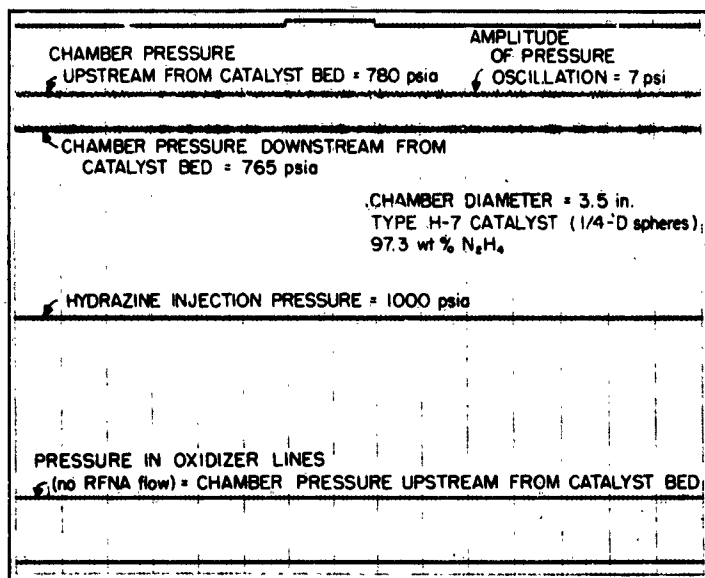 CHAMBER PRESSURE
UPSTREAM FROM CATALYST BED = 780 psia
AMPLITUDE
OF PRESSURE
OSCILLATION = 7 psi
CHAMBER PRESSURE DOWNSTREAM FROM
CATALYST BED = 765 psia
CHAMBER DIAMETER = 3.5 in.
TYPE H-7 CATALYST (1/4-D spheres)
97.3 wt % N₂H₄
HYDRAZINE INJECTION PRESSURE = 1000 psia
PRESSURE IN OXIDIZER LINES
(no RFNA flow) = CHAMBER PRESSURE UPSTREAM FROM CATALYST BED